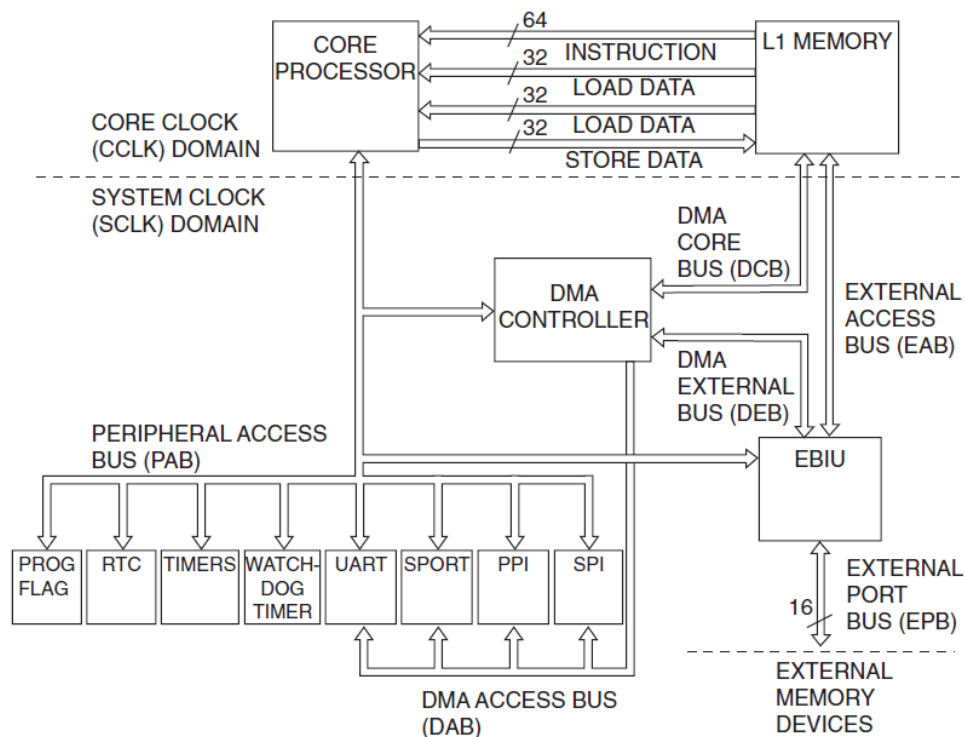 64
CORE
PROCESSOR
L1 MEMORY
INSTRUCTION
32
LOAD DATA
32
LOAD DATA
32
STORE DATA
CORE CLOCK
(CCLK) DOMAIN
SYSTEM CLOCK
(SCLK) DOMAIN
DMA
CORE
BUS (DCB)
DMA
CONTROLLER
EXTERNAL
ACCESS
BUS (EAB)
DMA
EXTERNAL
BUS (DEB)
PERIPHERAL ACCESS
BUS (PAB)
EBIU
PROG
FLAG
RTC
TIMERS
WATCH-
DOG
TIMER
UART
SPORT
PPI
SPI
16
EXTERNAL
PORT
BUS (EPB)
DMA ACCESS BUS
(DAB)
EXTERNAL
MEMORY
DEVICES